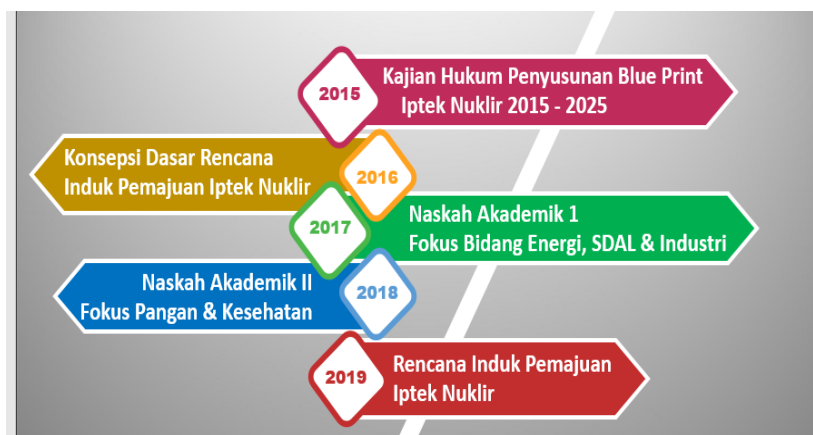 2015
Kajian Hukum Penyusunan Blue Print
Iptek Nuklir 2015 - 2025
Konsepsi Dasar Rencana
Induk Pemajuan Iptek Nuklir
2016
2017
Naskah Akademik 1
Fokus Bidang Energi, SDAL & Industri
Naskah Akademik II
Fokus Pangan & Kesehatan
2018
2019
Rencana Induk Pemajuan
Iptek Nuklir